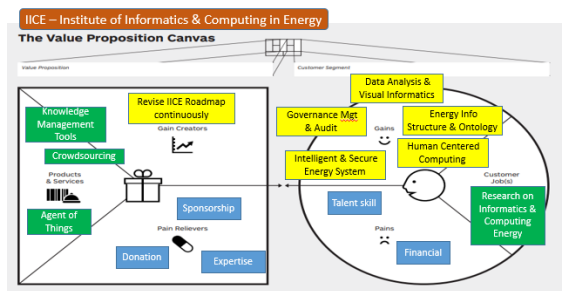 IICE – Institute of Informatics & Computing in Energy
The Value Proposition Canvas
Value Proposition
Customer Segment
Revise IICE Roadmap
continuously
Gain Creators
Knowledge
Management
Tools
Crowdsourcing
Products
& Services
Agent of
Things
Sponsorship
Pain Relievers
Donation
Expertise
Data Analysis &
Visual Informatics
Governance Mgt
& Audit
Energy Info
Structure & Ontology
Gains
Human Centered
Computing
Intelligent & Secure
Energy System
Customer
Job(s)
Talent skill
Research on
Informatics &
Computing
Energy
Pains
Financial